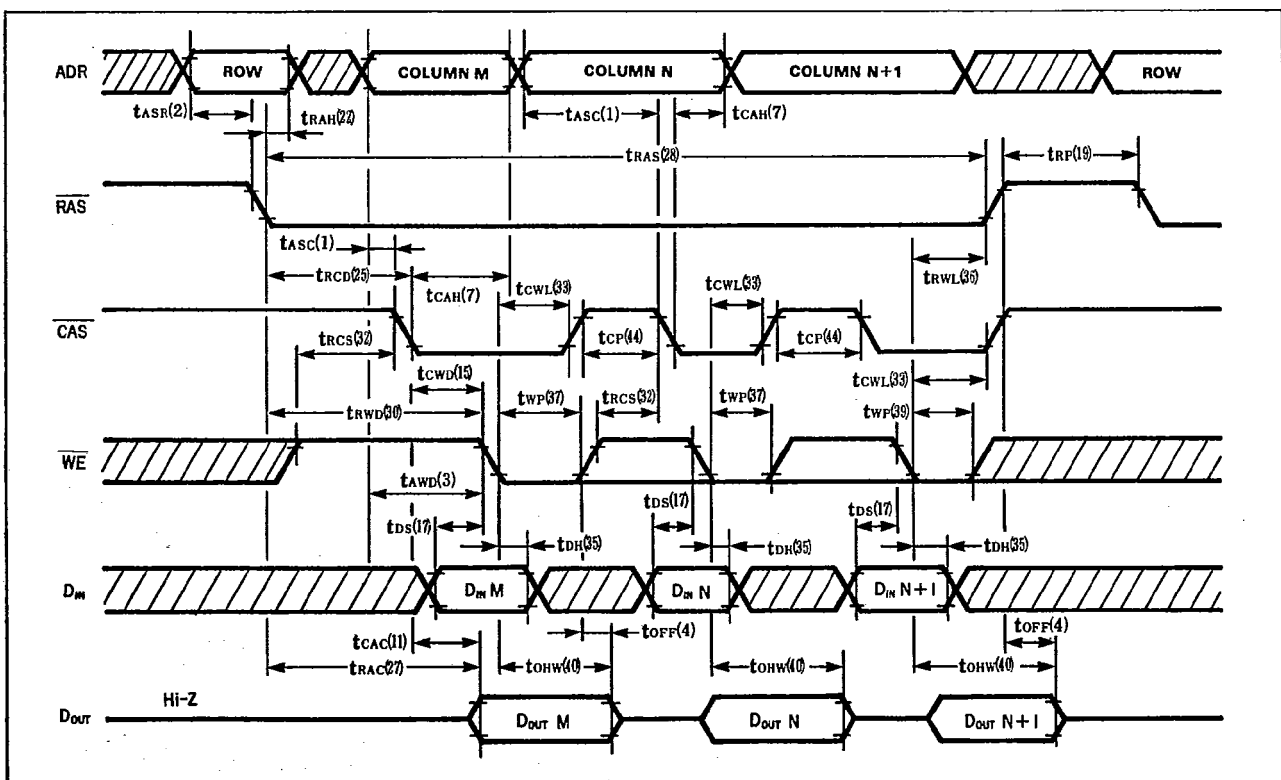 ADR ROW COLUMN M COLUMN N COLUMN N+1 ROW
tASR(2) tRAH(22) tASC(1) tCAH(7)
tRAS(28) tRP(19)
RAS
tASC(1)
tRCD(25) tCAH(7) tCWL(33) tCWL(33) tRWL(36)
CAS
tRCS(32) tCP(44) tCP(44)
tCWD(15) tCWL(33)
tRWD(30) tWP(37) tRCS(32) tWP(37) tWP(39)
WE
tAWD(3)
tDS(17) tDS(17) tDS(17)
tDH(35) tDH(35) tDH(35)
DIN DIN M DIN N DIN N+1
tCAC(11) tOFF(4) tOFF(4)
tRAC(27) tOHW(40) tOHW(40) tOHW(40)
Hi-Z
DOUT DOUT M DOUT N DOUT N+1